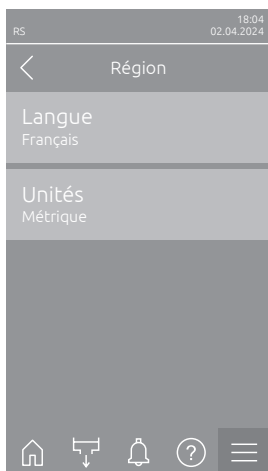 18:04
RS 02.04.2024
Région
Langue
Français
Unités
Métrique
?